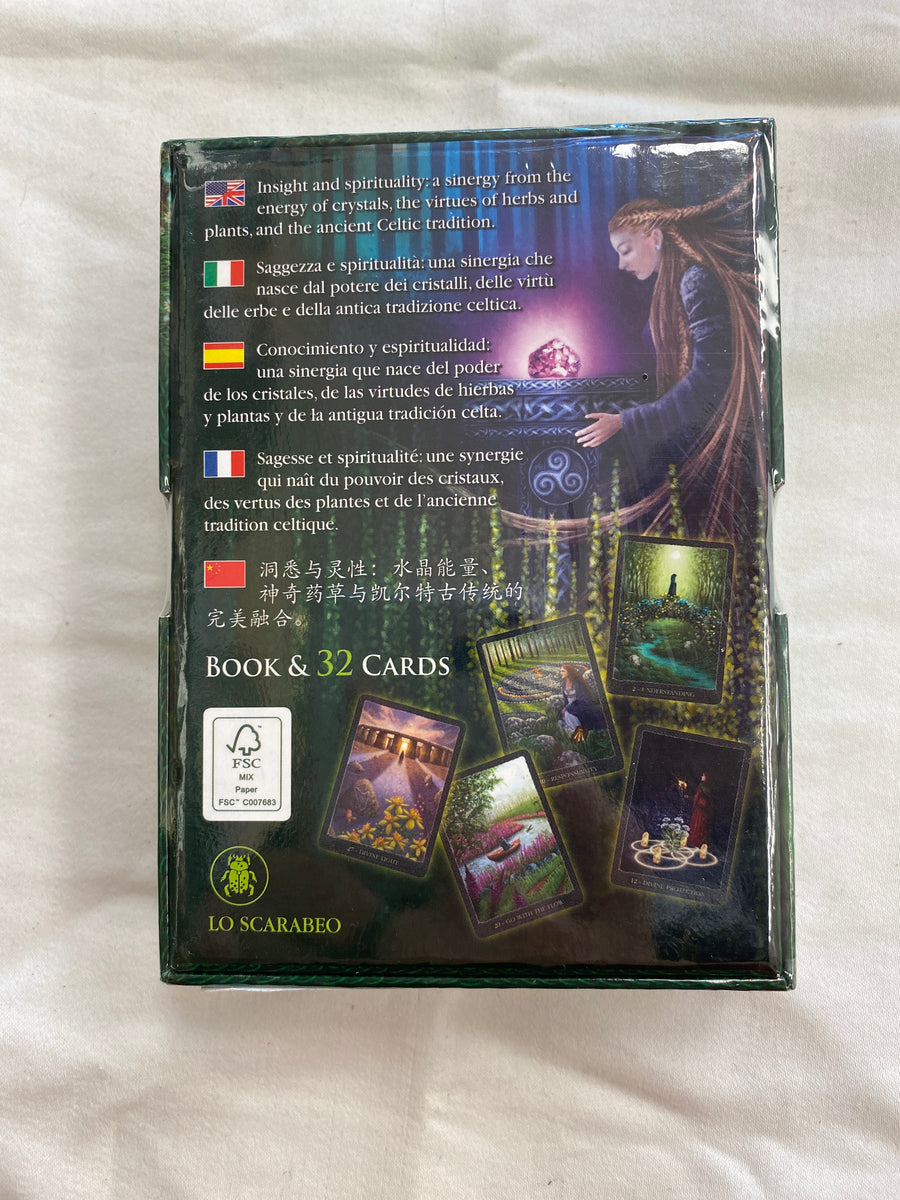 Insight and spirituality: a sinergy from the
energy of crystals, the virtues of herbs and
plants, and the ancient Celtic tradition.
Saggezza e spiritualità: una sinergia che
nasce dal potere dei cristalli, delle virtù
delle erbe e della antica tradizione celtica.
Conocimiento y espiritualidad:
una sinergia que nace del poder
de los cristales, de las virtudes de hierbas
y plantas y de la antigua tradición celta.
Sagesse et spiritualité: une synergie
qui naît du pouvoir des cristaux,
des vertus des plantes et de l'ancienne
tradition celtique.
洞悉与灵性：水晶能量、
神奇药草与凯尔特古传统的
完美融合。
BOOK & 32 CARDS
2 - UNDERSTANDING
RESPONSIBILITY
27 - DIVINE LIGHT
20 - GO WITH THE FLOW
12 - DIVINE PROTECTION
FSC
MIX
Paper
FSC™ C007683
LO SCARABEO